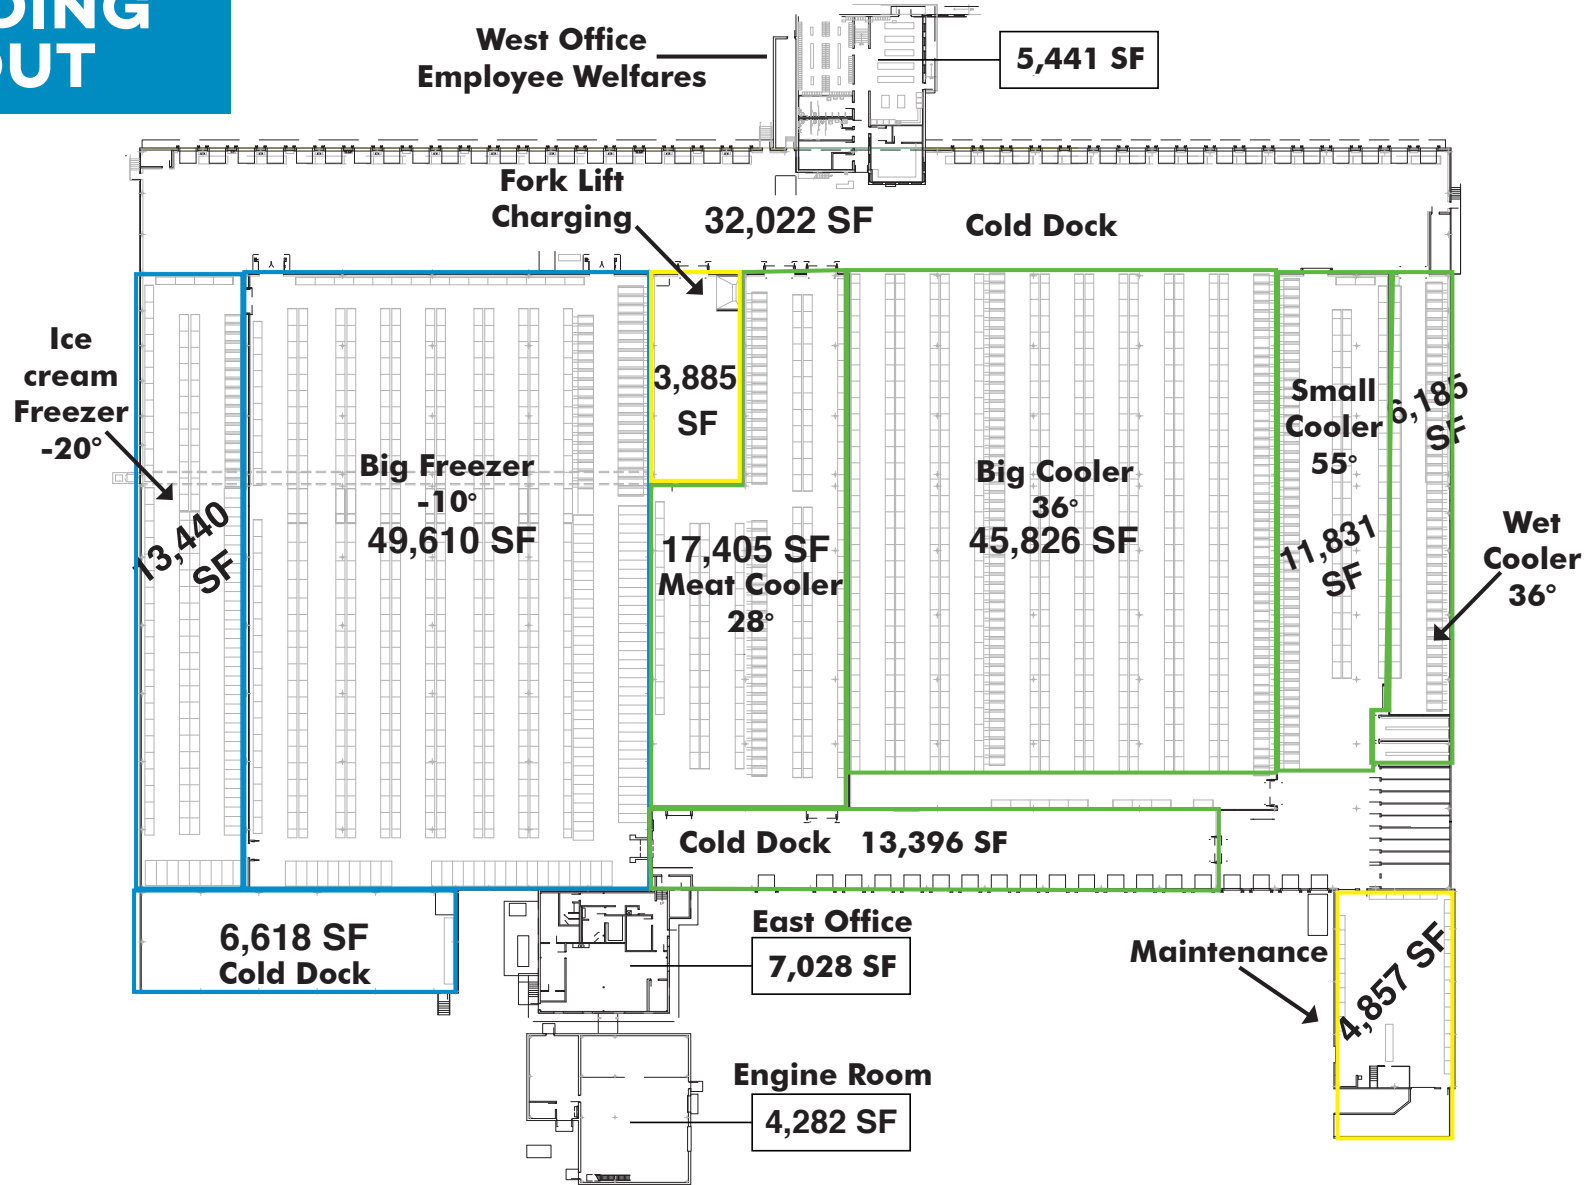 DING
OUT
West Office
Employee Welfares
5,441 SF
Fork Lift
Charging
32,022 SF
Cold Dock
Ice
cream
Freezer
-20°
13,440
SF
Big Freezer
-10°
49,610 SF
3,885
SF
17,405 SF
Meat Cooler
28°
Big Cooler
36°
45,826 SF
Small
Cooler
55°
11,831
SF
6,185
SF
Wet
Cooler
36°
Cold Dock 13,396 SF
6,618 SF
Cold Dock
East Office
7,028 SF
Maintenance
4,857 SF
Engine Room
4,282 SF